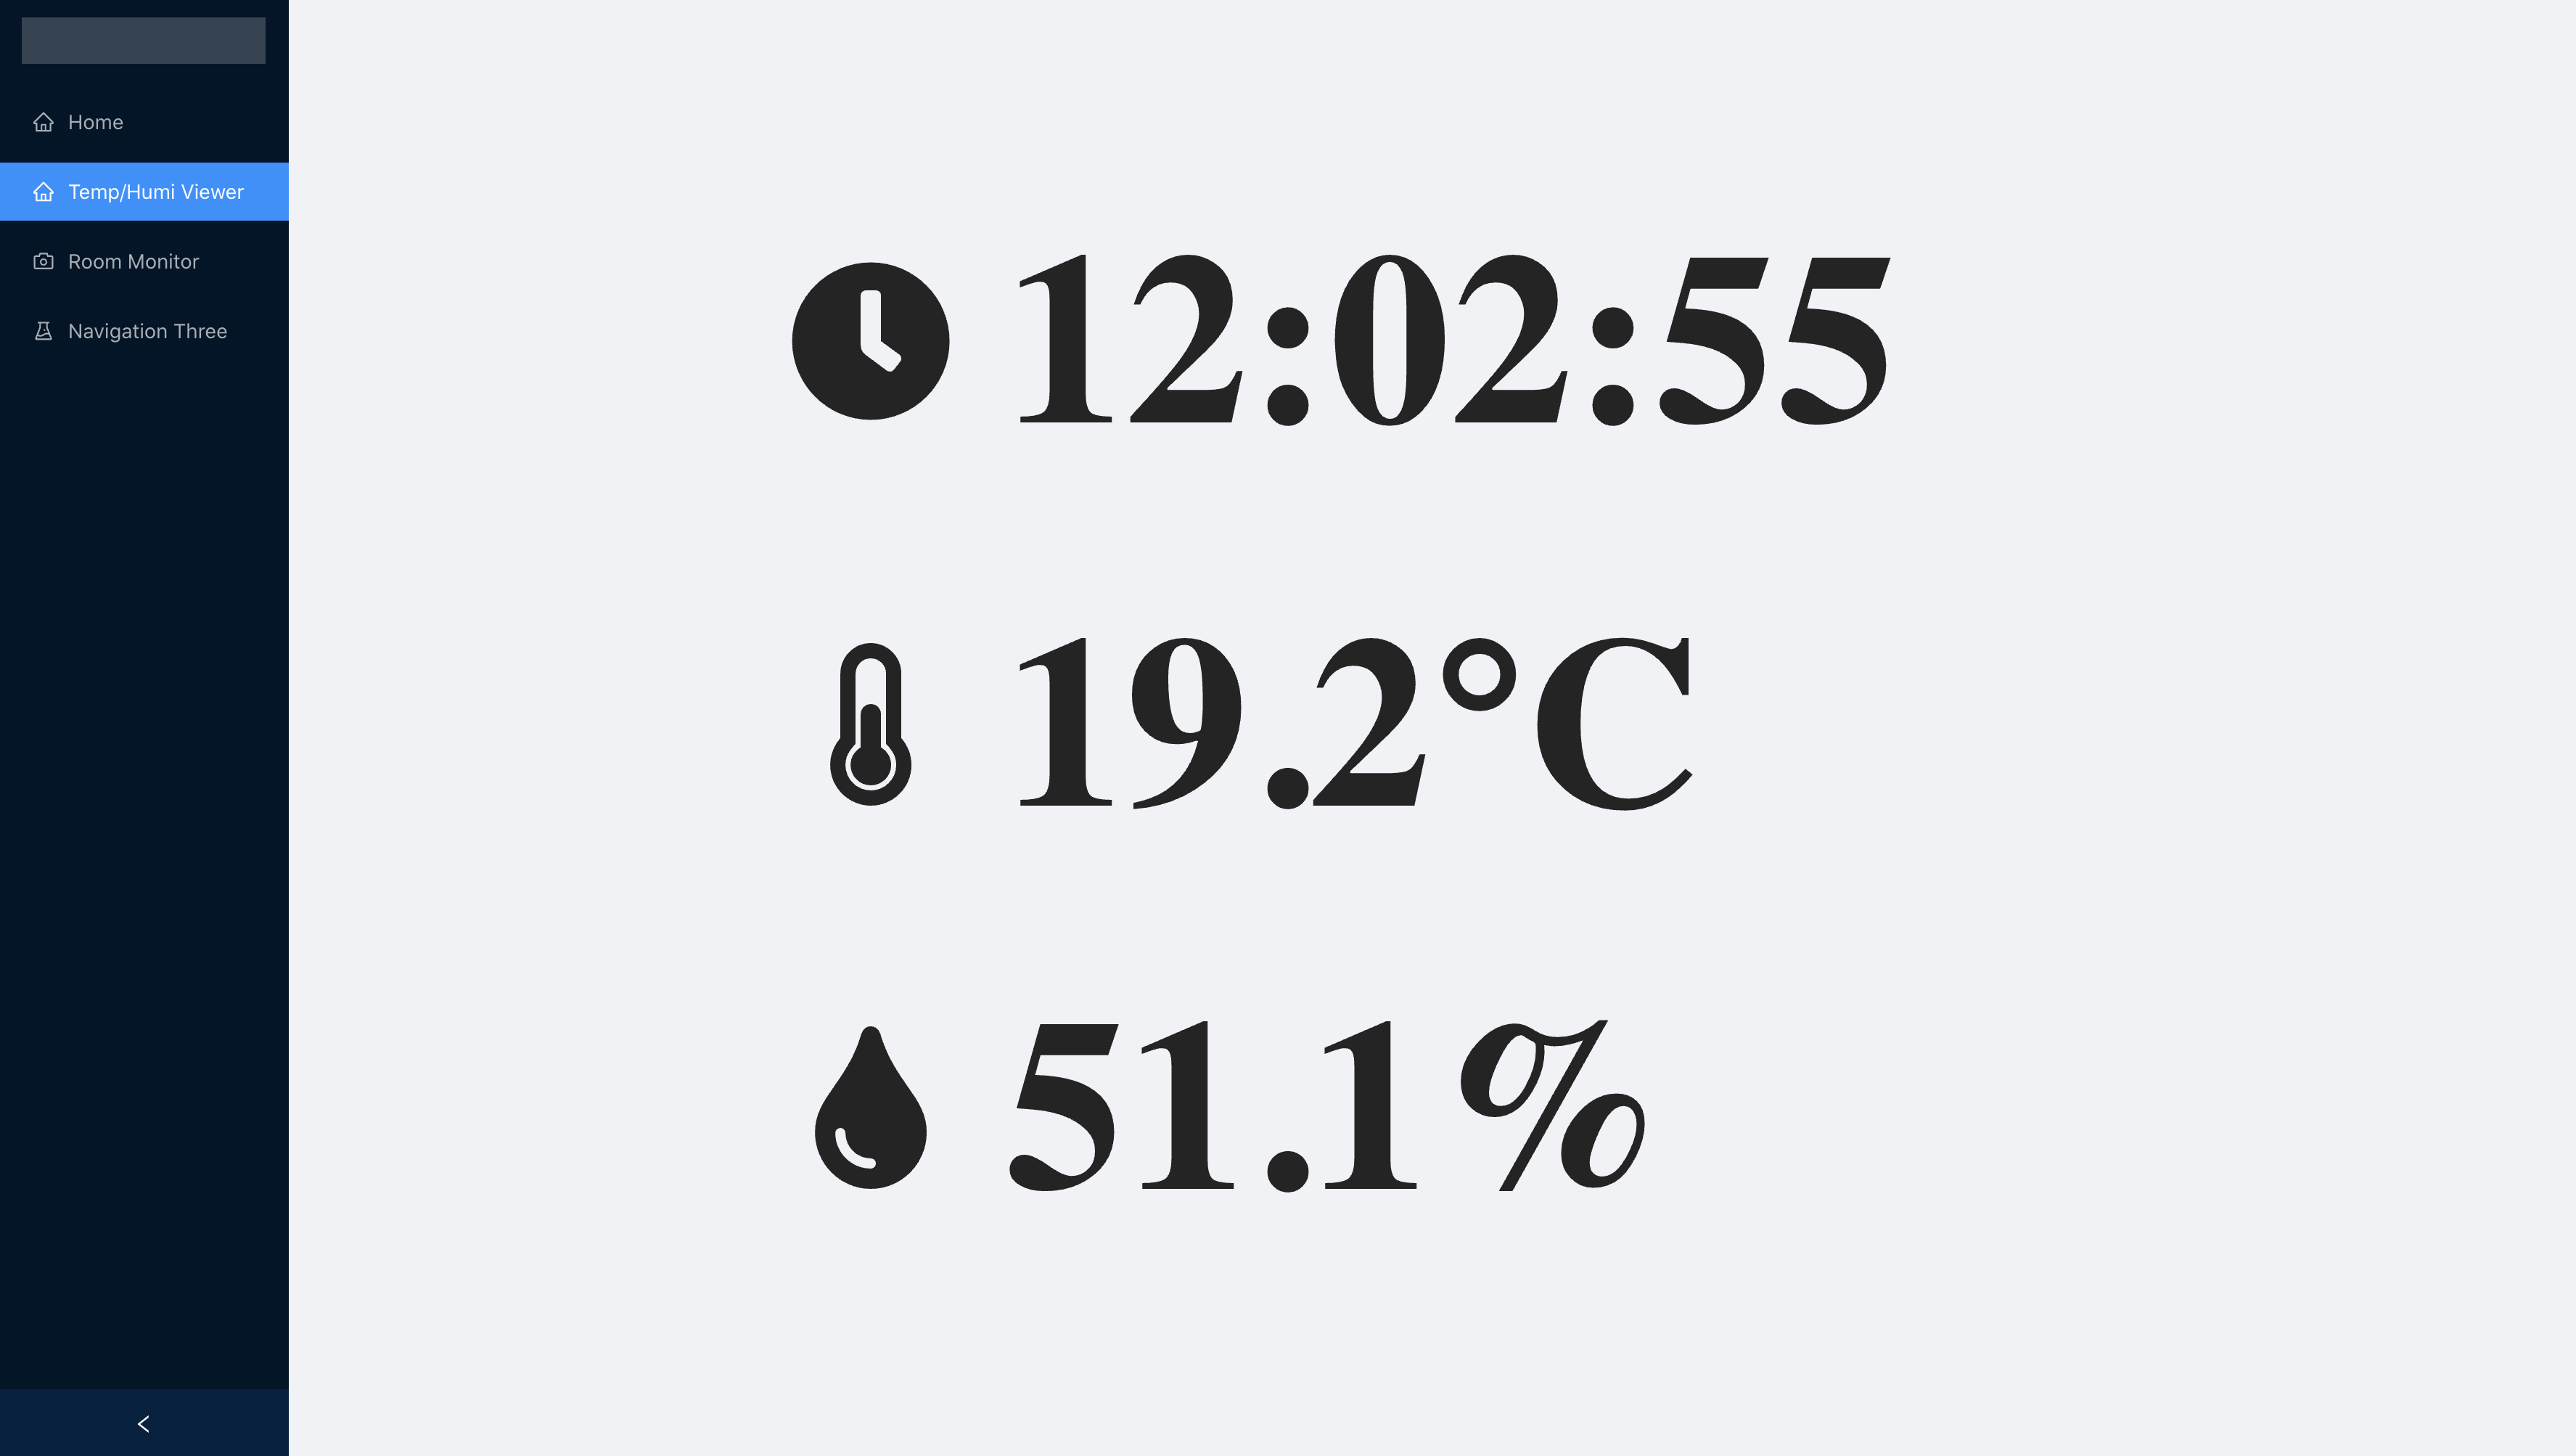 Home
Temp/Humi Viewer
Room Monitor
Navigation Three
12:02:55
19.2°C
51.1%